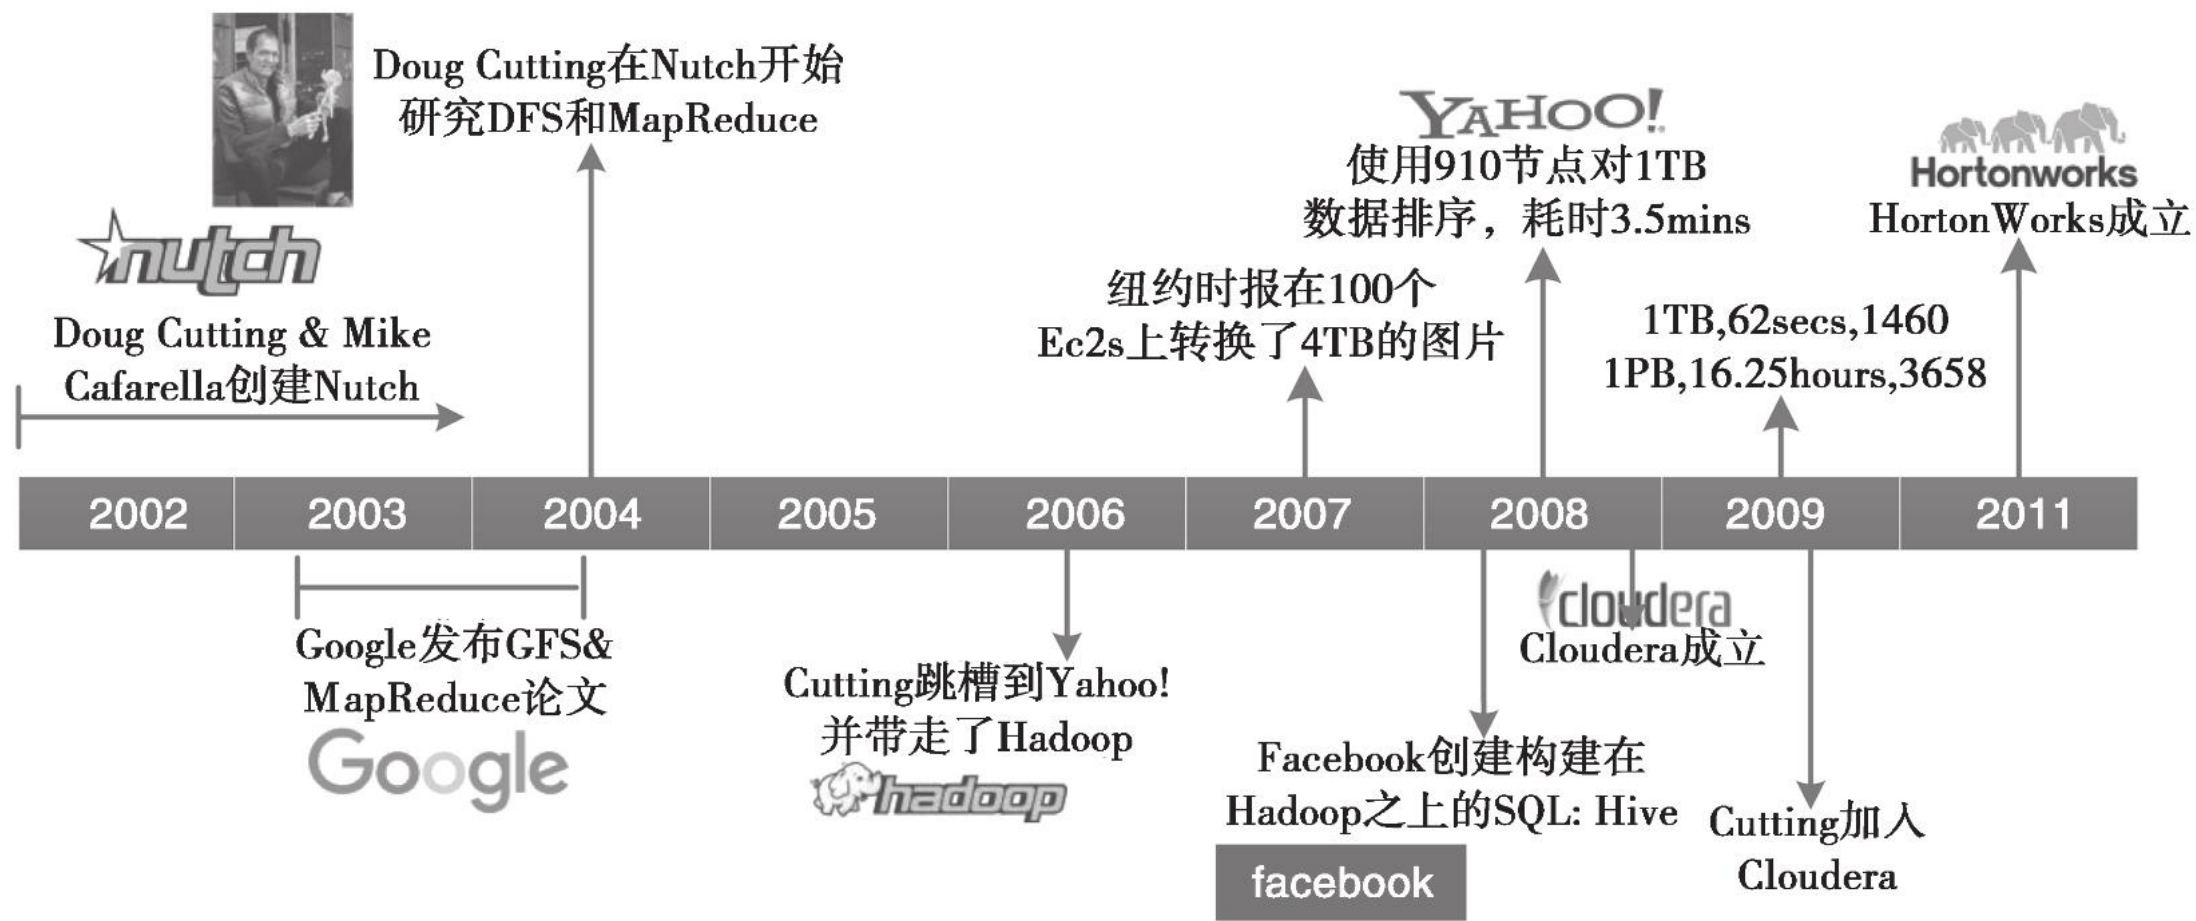 Doug Cutting在Nutch开始
研究DFS和MapReduce
nutch
Doug Cutting & Mike
Cafarella创建Nutch
YAHOO!
使用910节点对1TB
数据排序，耗时3.5mins
纽约时报在100个
Ec2s上转换了4TB的图片
1TB,62secs,1460
1PB,16.25hours,3658
Hortonworks
HortonWorks成立
2002
2003
2004
2005
2006
2007
2008
2009
2011
Google发布GFS&
MapReduce论文
Google
Cutting跳槽到Yahoo!
并带走了Hadoop
hadoop
cloudera
Cloudera成立
Facebook创建构建在
Hadoop之上的SQL: Hive
facebook
Cutting加入
Cloudera